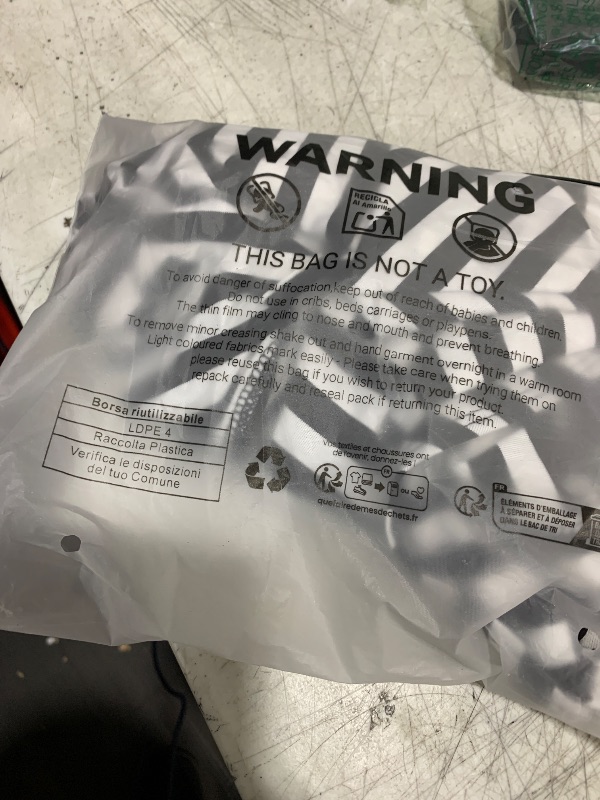 WARNING
RECICLA
Al Amarillo
THIS BAG IS NOT A TOY.
To avoid danger of suffocation,keep out of reach of babies and children.
Do not use in cribs, beds carriages or playpens.
The thin film may cling to nose and mouth and prevent breathing.
To remove minor creasing shake out and hand garment overnight in a warm room
Light coloured fabrics mark easily - Please take care when trying them on
please reuse this bag if you wish to return your product.
repack carefully and reseal pack if returning this item.
Borsa riutilizzabile
LDPE 4
Raccolta Plastica
Verifica le disposizioni
del tuo Comune
Vos textiles et chaussures ont
de l'avenir, donnez-les !
FR
OU
quefairedemesdechets.fr
FR
ÉLÉMENTS D'EMBALLAGE
À SÉPARER ET À DÉPOSER
DANS LE BAC DE TRI